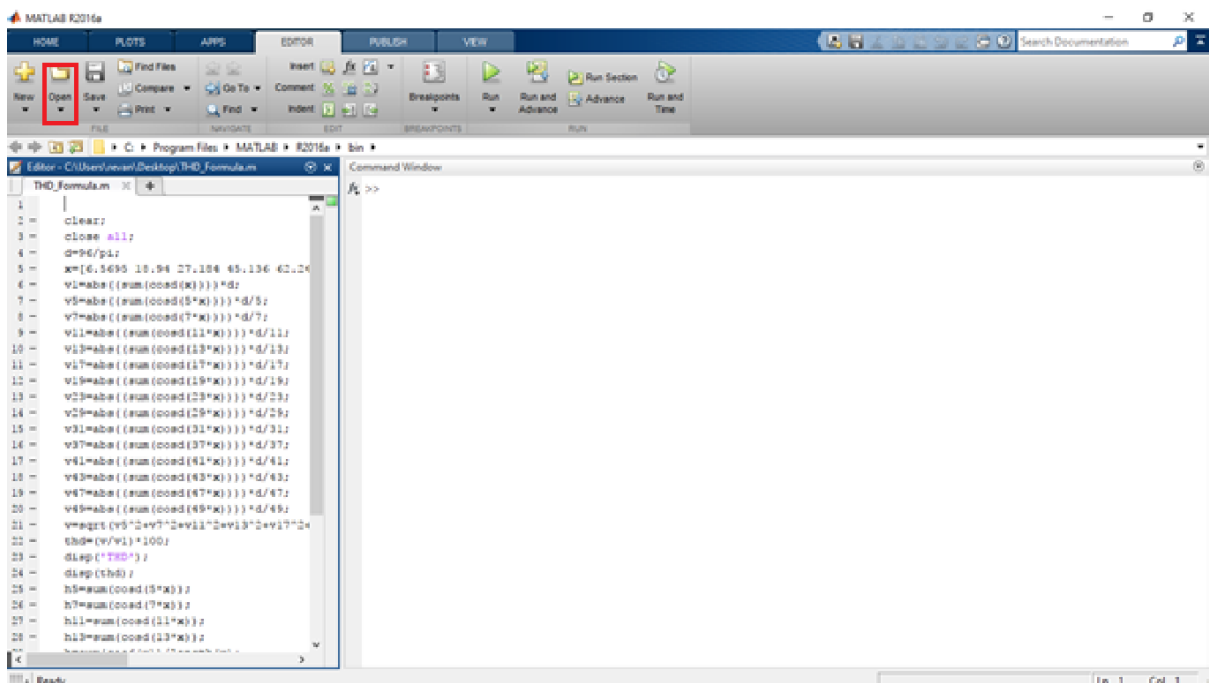 MATLAB R2016a
HOME PLOTS APPS EDITOR PUBLISH VIEW Search Documentation
New Open Save Find Files Compare Print Go To Find Insert Comment Indent fx Breakpoints Run Run and Advance Run Section Advance Run and Time
FILE NAVIGATE EDIT BREAKPOINTS RUN
C: Program Files MATLAB R2016a bin
Editor - C:\Users\revan\Desktop\THD_Formula.m
Command Window
THD_Formula.m
fx >>
1
2 - clear;
3 - close all;
4 - d=96/pi;
5 - x=[6.5695 18.94 27.184 45.136 62.24
6 - v1=abs((sum(cosd(x))))*d;
7 - v5=abs((sum(cosd(5*x))))*d/5;
8 - v7=abs((sum(cosd(7*x))))*d/7;
9 - v11=abs((sum(cosd(11*x))))*d/11;
10 - v13=abs((sum(cosd(13*x))))*d/13;
11 - v17=abs((sum(cosd(17*x))))*d/17;
12 - v19=abs((sum(cosd(19*x))))*d/19;
13 - v23=abs((sum(cosd(23*x))))*d/23;
14 - v29=abs((sum(cosd(29*x))))*d/29;
15 - v31=abs((sum(cosd(31*x))))*d/31;
16 - v37=abs((sum(cosd(37*x))))*d/37;
17 - v41=abs((sum(cosd(41*x))))*d/41;
18 - v43=abs((sum(cosd(43*x))))*d/43;
19 - v47=abs((sum(cosd(47*x))))*d/47;
20 - v49=abs((sum(cosd(49*x))))*d/49;
21 - v=sqrt(v5^2+v7^2+v11^2+v13^2+v17^2+
22 - thd=(v/v1)*100;
23 - disp('THD');
24 - disp(thd);
25 - h5=sum(cosd(5*x));
26 - h7=sum(cosd(7*x));
27 - h11=sum(cosd(11*x));
28 - h13=sum(cosd(13*x));
Ready
Ln 1 Col 1